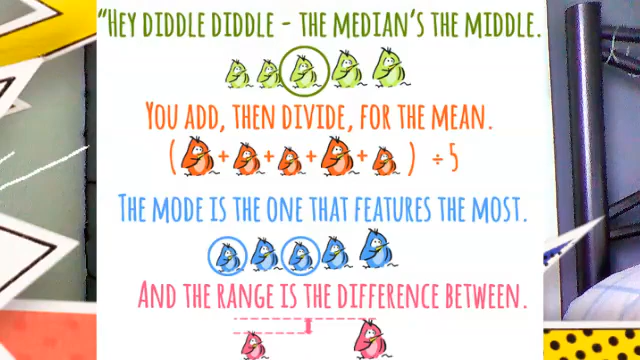 "HEY DIDDLE DIDDLE - THE MEDIAN'S THE MIDDLE.
YOU ADD, THEN DIVIDE, FOR THE MEAN.
( + + + + ) ÷5
THE MODE IS THE ONE THAT FEATURES THE MOST.
AND THE RANGE IS THE DIFFERENCE BETWEEN.